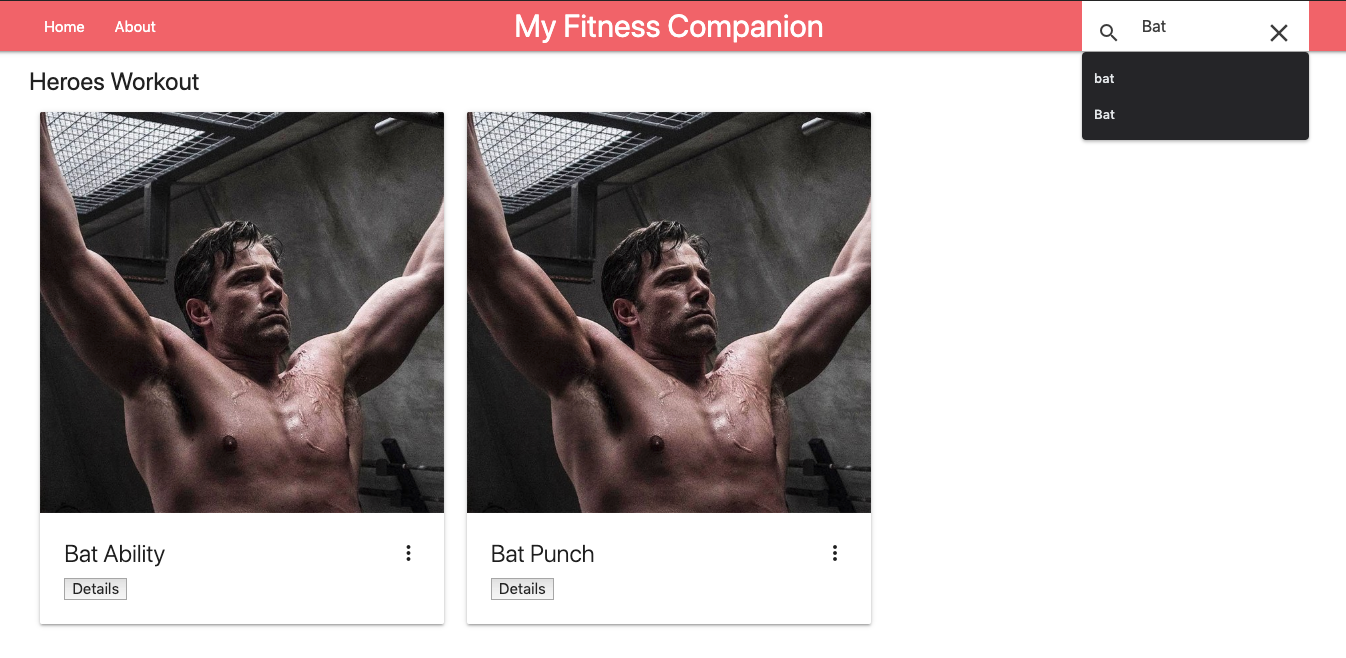 Home About My Fitness Companion Bat
bat
Bat
Heroes Workout
Bat Ability
Details
Bat Punch
Details